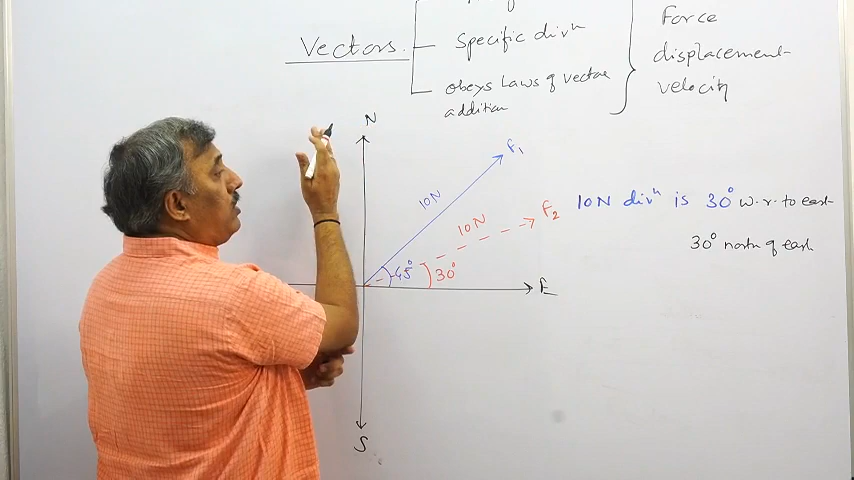 Vectors.
Specific dirⁿ
obeys Laws of vector
addition
Force
displacement
velocity
N
F₁
10N
10N
F₂
45°
30°
E
S
10N dirⁿ is 30° w.r. to east
30° north of east